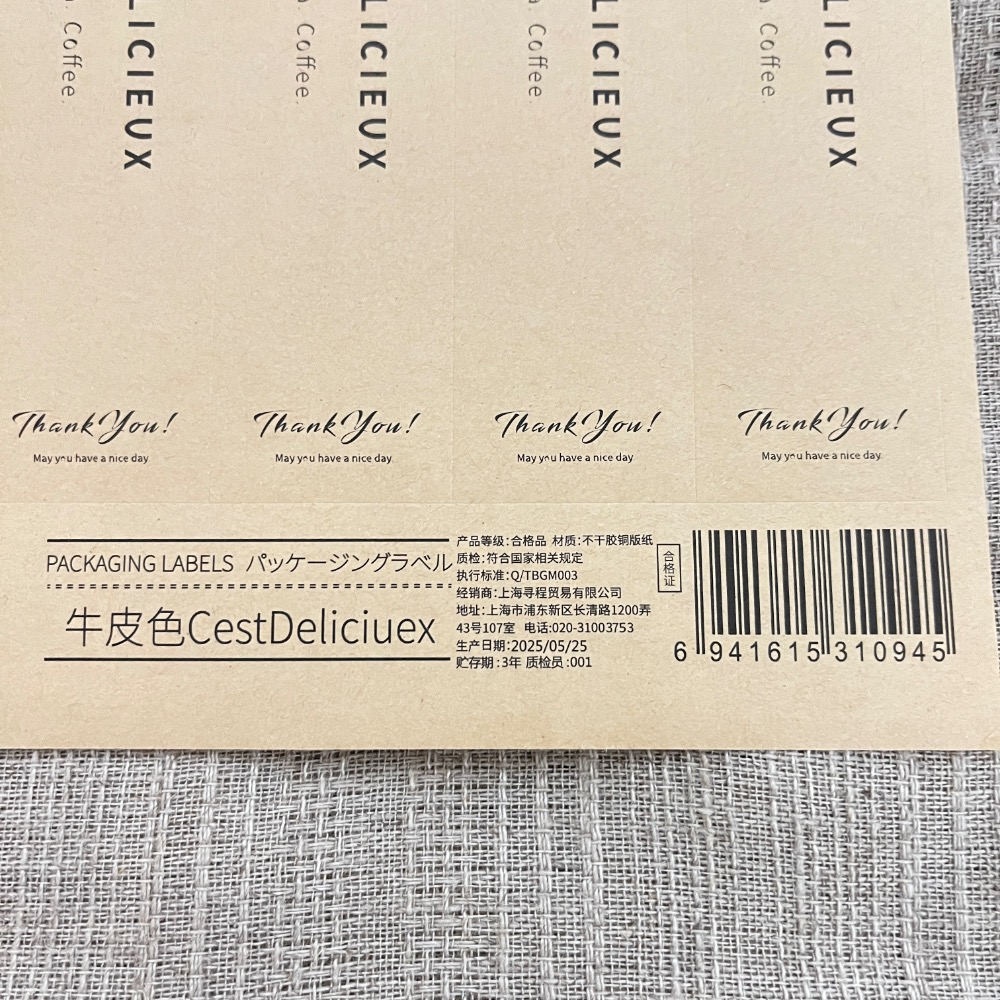 LICIEUX
Coffee.
LICIEUX
Coffee.
LICIEUX
Coffee.
LICIEUX
Coffee.
Thank You!
May you have a nice day.
Thank You!
May you have a nice day.
Thank You!
May you have a nice day.
Thank You!
May you have a nice day.
PACKAGING LABELS パッケージングラベル
牛皮色CestDeliciuex
产品等级:合格品 材质:不干胶铜版纸
质检:符合国家相关规定
执行标准:Q/TBGM003
经销商:上海寻程贸易有限公司
地址:上海市浦东新区长清路1200弄
43号107室 电话:020-31003753
生产日期:2025/05/25
贮存期:3年 质检员:001
合格证
6 941615 310945